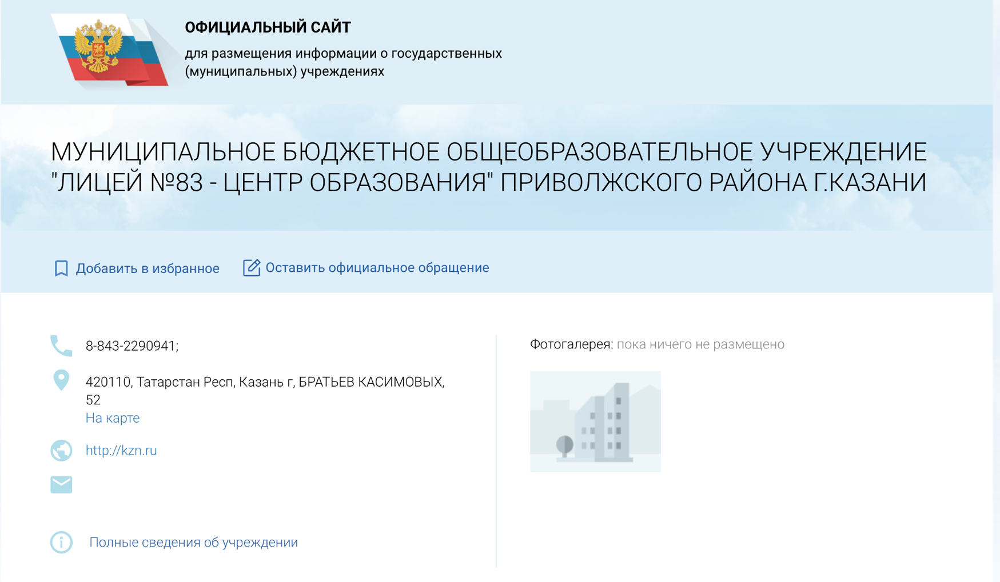 ОФИЦИАЛЬНЫЙ САЙТ
для размещения информации о государственных
(муниципальных) учреждениях
МУНИЦИПАЛЬНОЕ БЮДЖЕТНОЕ ОБЩЕОБРАЗОВАТЕЛЬНОЕ УЧРЕЖДЕНИЕ
"ЛИЦЕЙ №83 - ЦЕНТР ОБРАЗОВАНИЯ" ПРИВОЛЖСКОГО РАЙОНА Г.КАЗАНИ
Добавить в избранное
Оставить официальное обращение
8-843-2290941;
420110, Татарстан Респ, Казань г, БРАТЬЕВ КАСИМОВЫХ,
52
На карте
http://kzn.ru
Полные сведения об учреждении
Фотогалерея: пока ничего не размещено